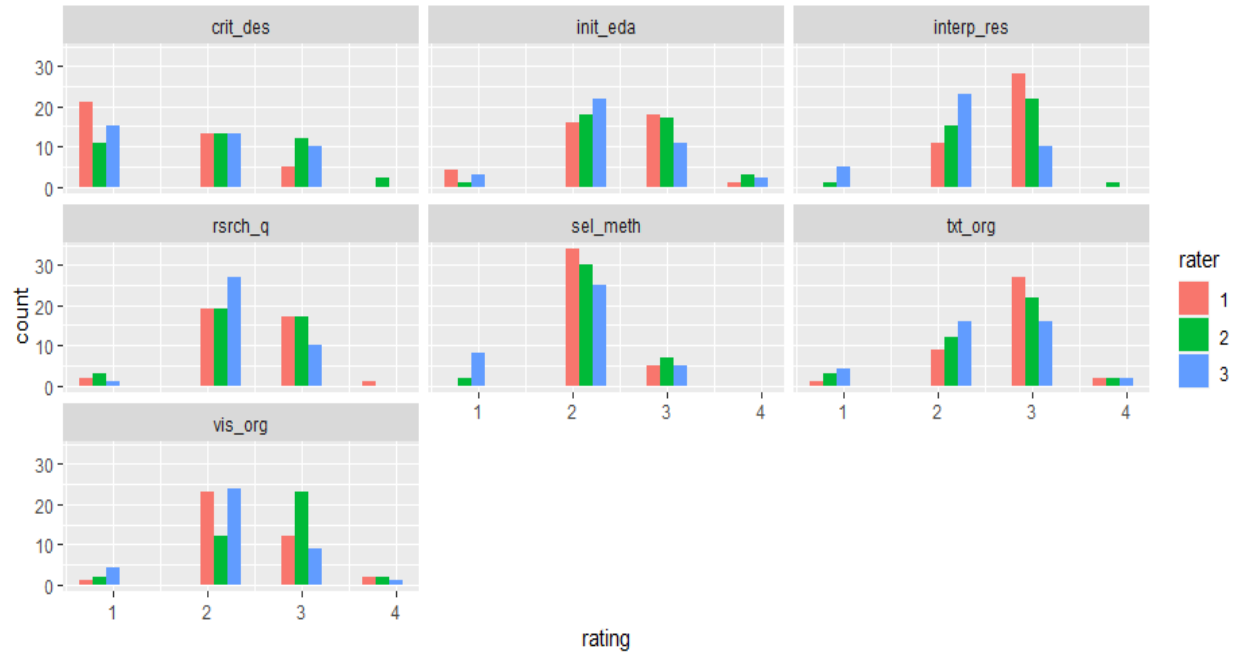 crit_des init_eda interp_res
30
20
10
0
rsrch_q sel_meth txt_org
30
20
10
0
1 2 3 4 1 2 3 4
vis_org
30
20
10
0
1 2 3 4
count
rating
rater
1
2
3